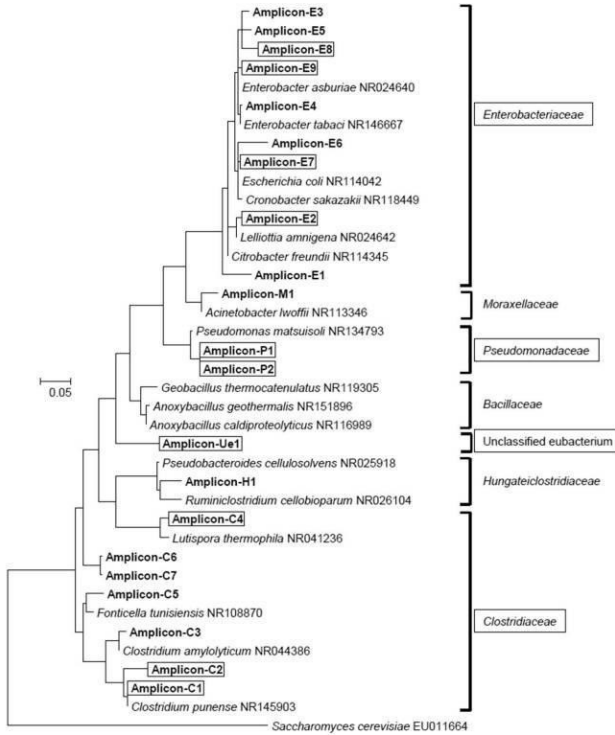 Amplicon-E3
Amplicon-E5
Amplicon-E8
Amplicon-E9
Enterobacter asburiae NR024640
Amplicon-E4
Enterobacter tabaci NR146667
Amplicon-E6
Amplicon-E7
Escherichia coli NR114042
Cronobacter sakazakii NR118449
Amplicon-E2
Lelliottia amnigena NR024642
Citrobacter freundii NR114345
Amplicon-E1
Enterobacteriaceae
Amplicon-M1
Acinetobacter lwoffii NR113346
Moraxellaceae
Pseudomonas matsuisoli NR134793
Amplicon-P1
Amplicon-P2
Pseudomonadaceae
0.05
Geobacillus thermocatenulatus NR119305
Anoxybacillus geothermalis NR151896
Anoxybacillus caldiproteolyticus NR116989
Bacillaceae
Amplicon-Ue1
Unclassified eubacterium
Pseudobacteroides cellulosolvens NR025918
Amplicon-H1
Ruminiclostridium cellobioparum NR026104
Hungateiclostridiaceae
Amplicon-C4
Lutispora thermophila NR041236
Amplicon-C6
Amplicon-C7
Amplicon-C5
Fonticella tunisiensis NR108870
Amplicon-C3
Clostridium amylolyticum NR044386
Amplicon-C2
Amplicon-C1
Clostridium punense NR145903
Clostridiaceae
Saccharomyces cerevisiae EU011664